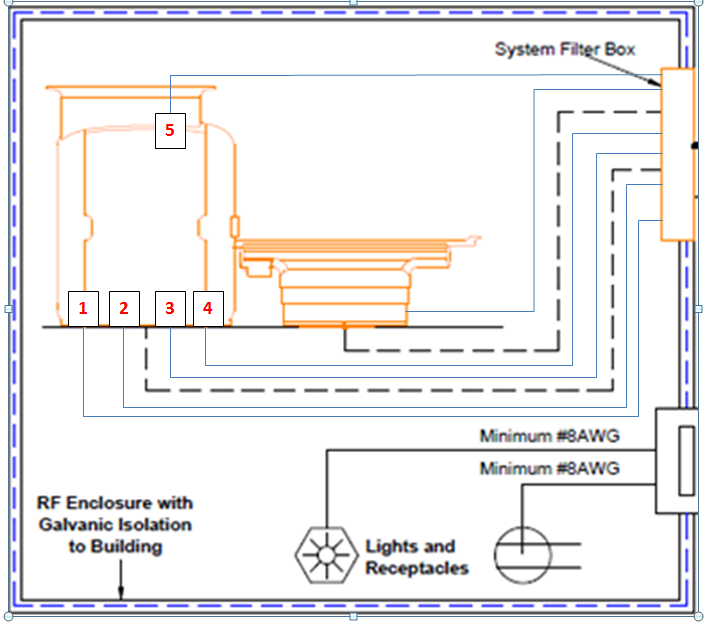 System Filter Box
5
1
2
3
4
Minimum #8AWG
Minimum #8AWG
RF Enclosure with
Galvanic Isolation
to Building
Lights and
Receptacles